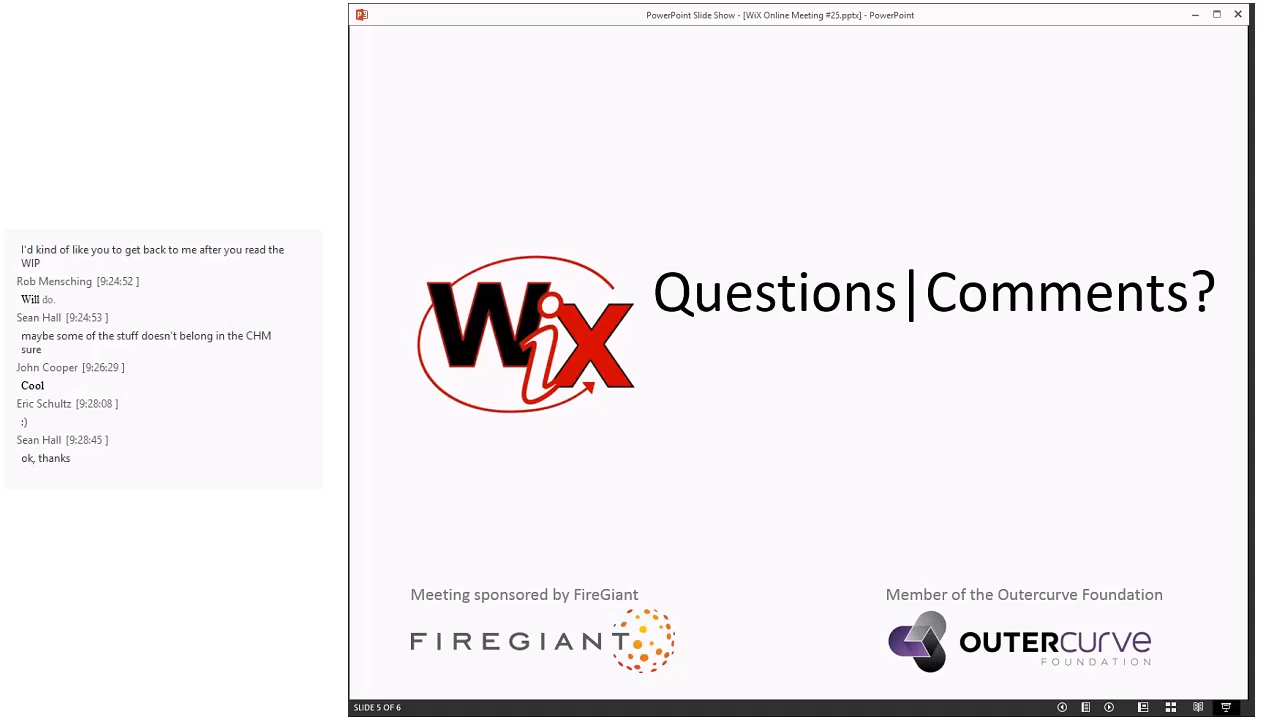 I'd kind of like you to get back to me after you read the
WIP
Rob Mensching [9:24:52 ]
Will do.
Sean Hall [9:24:53 ]
maybe some of the stuff doesn't belong in the CHM
sure
John Cooper [9:26:29 ]
Cool
Eric Schultz [9:28:08 ]
:)
Sean Hall [9:28:45 ]
ok, thanks
PowerPoint Slide Show - [WiX Online Meeting #25.pptx] - PowerPoint
WiX
Questions|Comments?
Meeting sponsored by FireGiant
FIREGIANT
Member of the Outercurve Foundation
OUTERCURVE
FOUNDATION
SLIDE 5 OF 6